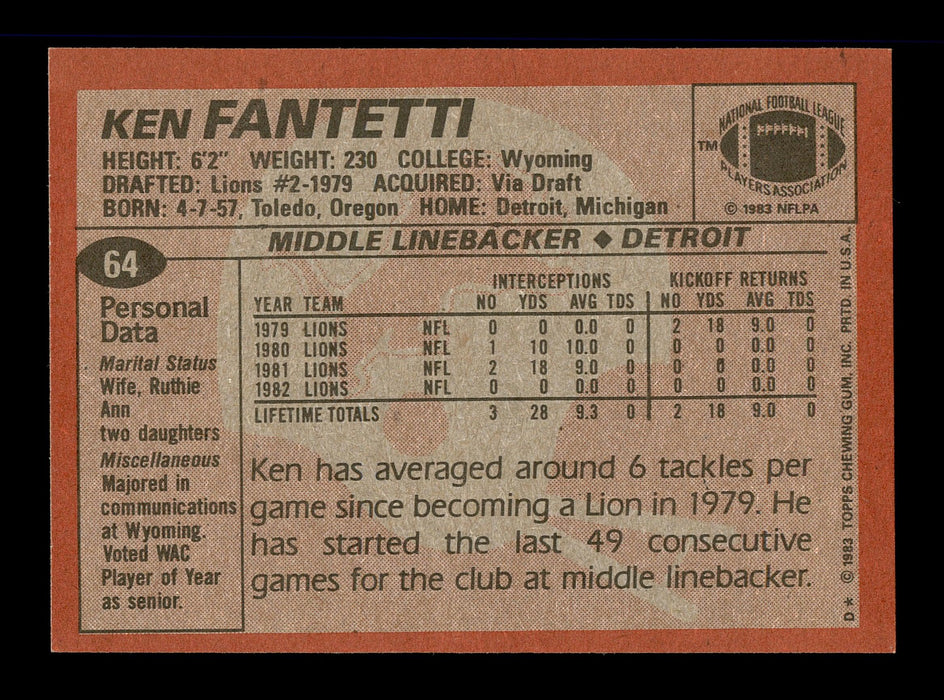 KEN FANTETTI
HEIGHT: 6'2" WEIGHT: 230 COLLEGE: Wyoming
DRAFTED: Lions #2-1979 ACQUIRED: Via Draft
BORN: 4-7-57, Toledo, Oregon HOME: Detroit, Michigan
NATIONAL FOOTBALL LEAGUE
TM
PLAYERS ASSOCIATION
© 1983 NFLPA
MIDDLE LINEBACKER ◆ DETROIT
64
Personal
Data
Marital Status
Wife, Ruthie
Ann
two daughters
Miscellaneous
Majored in
communications
at Wyoming.
Voted WAC
Player of Year
as senior.
INTERCEPTIONS KICKOFF RETURNS
YEAR TEAM NO YDS AVG TDS NO YDS AVG TDS
1979 LIONS NFL 0 0 0.0 0 2 18 9.0 0
1980 LIONS NFL 1 10 10.0 0 0 0 0.0 0
1981 LIONS NFL 2 18 9.0 0 0 0 0.0 0
1982 LIONS NFL 0 0 0.0 0 0 0 0.0 0
LIFETIME TOTALS 3 28 9.3 0 2 18 9.0 0
Ken has averaged around 6 tackles per
game since becoming a Lion in 1979. He
has started the last 49 consecutive
games for the club at middle linebacker.
D* © 1983 TOPPS CHEWING GUM, INC. PRTD. IN U.S.A.